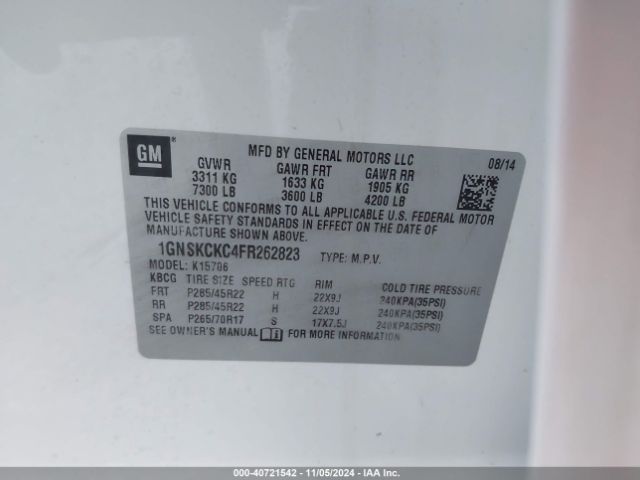 GM ®
MFD BY GENERAL MOTORS LLC 08/14
GVWR GAWR FRT GAWR RR
3311 KG 1633 KG 1905 KG
7300 LB 3600 LB 4200 LB
THIS VEHICLE CONFORMS TO ALL APPLICABLE U.S. FEDERAL MOTOR
VEHICLE SAFETY STANDARDS IN EFFECT ON THE DATE OF
MANUFACTURE SHOWN ABOVE.
1GNSKCKC4FR262823 TYPE: M.P.V.
MODEL: K15706
KBCG TIRE SIZE SPEED RTG RIM COLD TIRE PRESSURE
FRT P285/45R22 H 22X9J 240KPA(35PSI)
RR P285/45R22 H 22X9J 240KPA(35PSI)
SPA P265/70R17 S 17X7.5J 240KPA(35PSI)
SEE OWNER'S MANUAL FOR MORE INFORMATION
000-40721542 - 11/05/2024 - IAA Inc.